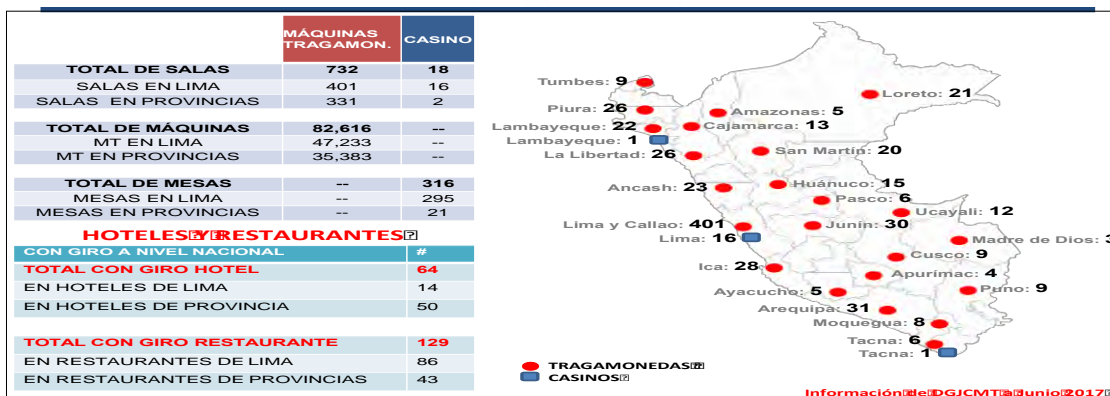 MÁQUINAS TRAGAMON. CASINO
TOTAL DE SALAS 732 18
SALAS EN LIMA 401 16
SALAS EN PROVINCIAS 331 2
TOTAL DE MÁQUINAS 82,616 --
MT EN LIMA 47,233 --
MT EN PROVINCIAS 35,383 --
TOTAL DE MESAS -- 316
MESAS EN LIMA -- 295
MESAS EN PROVINCIAS -- 21
HOTELES Y RESTAURANTES
CON GIRO A NIVEL NACIONAL #
TOTAL CON GIRO HOTEL 64
EN HOTELES DE LIMA 14
EN HOTELES DE PROVINCIA 50
TOTAL CON GIRO RESTAURANTE 129
EN RESTAURANTES DE LIMA 86
EN RESTAURANTES DE PROVINCIAS 43
Tumbes: 9
Loreto: 21
Piura: 26
Amazonas: 5
Lambayeque: 22
Cajamarca: 13
Lambayeque: 1
La Libertad: 26
San Martín: 20
Ancash: 23
Huánuco: 15
Pasco: 6
Ucayali: 12
Lima y Callao: 401
Junín: 30
Lima: 16
Madre de Dios: 3
Cusco: 9
Ica: 28
Apurímac: 4
Ayacucho: 5
Puno: 9
Arequipa: 31
Moquegua: 8
Tacna: 6
Tacna: 1
TRAGAMONEDAS
CASINOS
Información de DGJCMT a Junio 2017